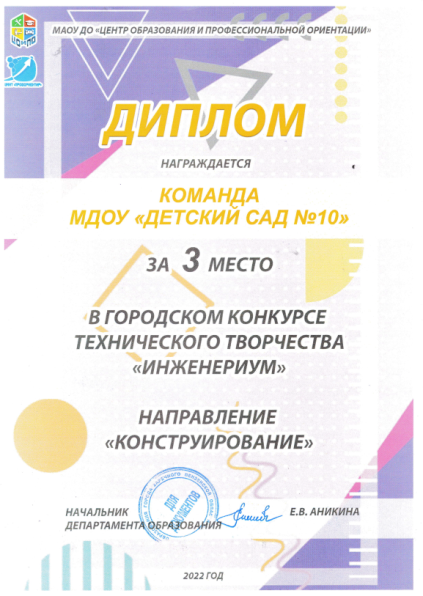 МАОУ ДО «ЦЕНТР ОБРАЗОВАНИЯ И ПРОФЕССИОНАЛЬНОЙ ОРИЕНТАЦИИ»
ДИПЛОМ
НАГРАЖДАЕТСЯ
КОМАНДА
МДОУ «ДЕТСКИЙ САД №10»
ЗА 3 МЕСТО
В ГОРОДСКОМ КОНКУРСЕ
ТЕХНИЧЕСКОГО ТВОРЧЕСТВА
«ИНЖЕНЕРИУМ»
НАПРАВЛЕНИЕ
«КОНСТРУИРОВАНИЕ»
ДЛЯ
ДОКУМЕНТОВ
НАЧАЛЬНИК Е.В. АНИКИНА
ДЕПАРТАМЕНТА ОБРАЗОВАНИЯ
2022 ГОД